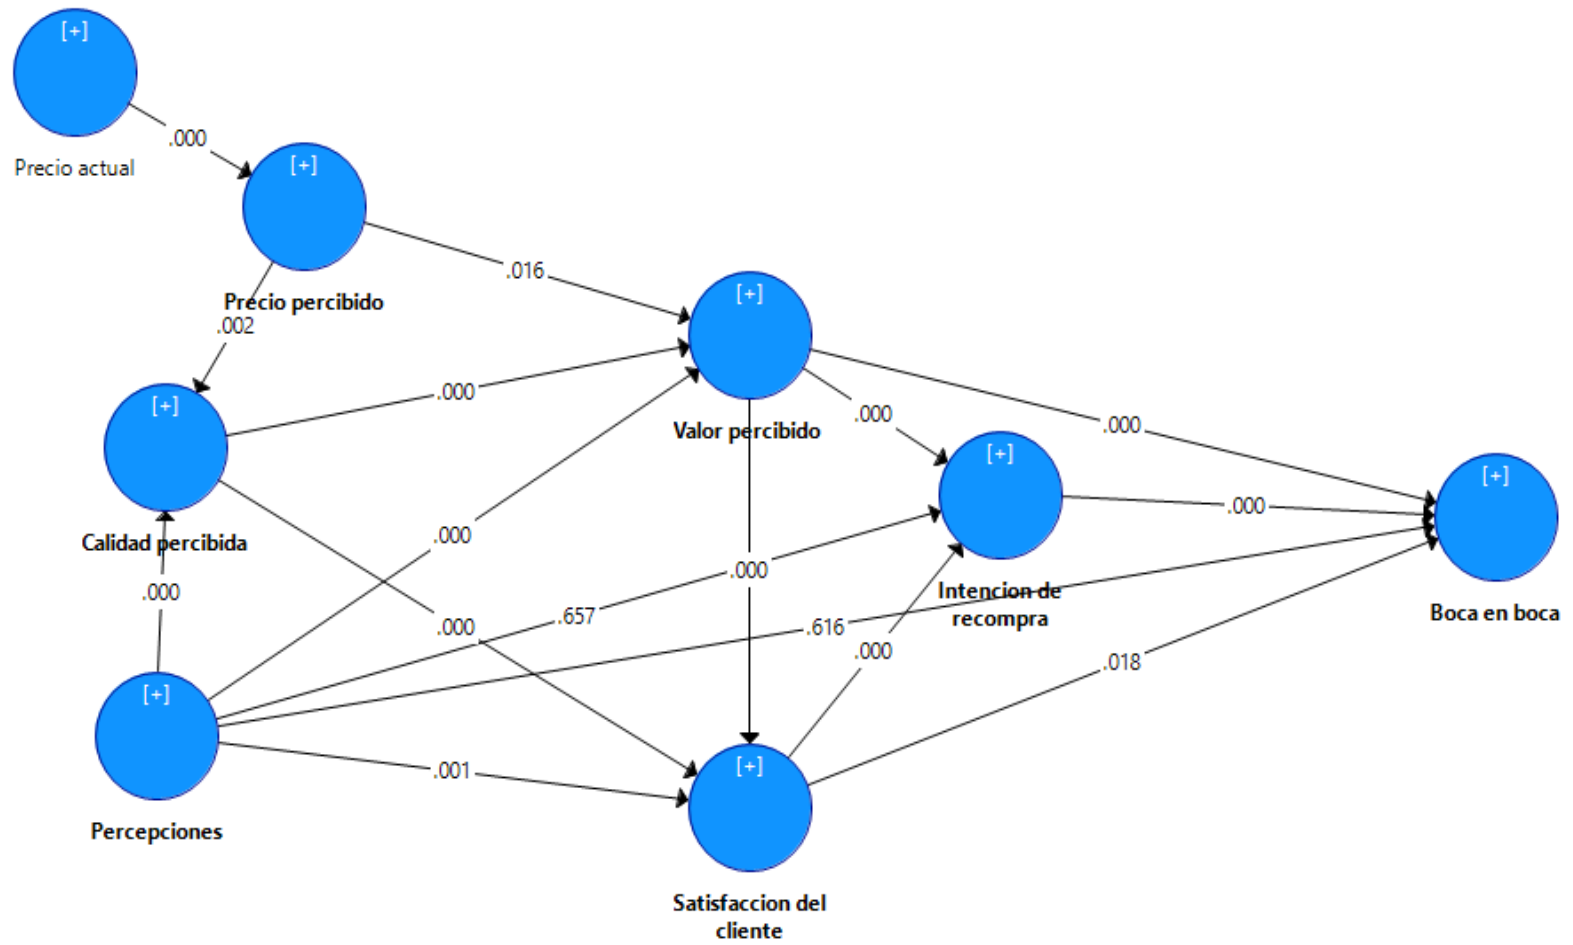 [+]
.000
Precio actual
[+]
.016
Precio percibido
.002
[+]
Valor percibido
[+]
.000
.000
.000
[+]
Calidad percibida
.000
.000
.000
[+]
.000
.000
Intencion de
recompra
[+]
Boca en boca
.657
.616
.000
.018
[+]
.001
Percepciones
[+]
Satisfaccion del
cliente